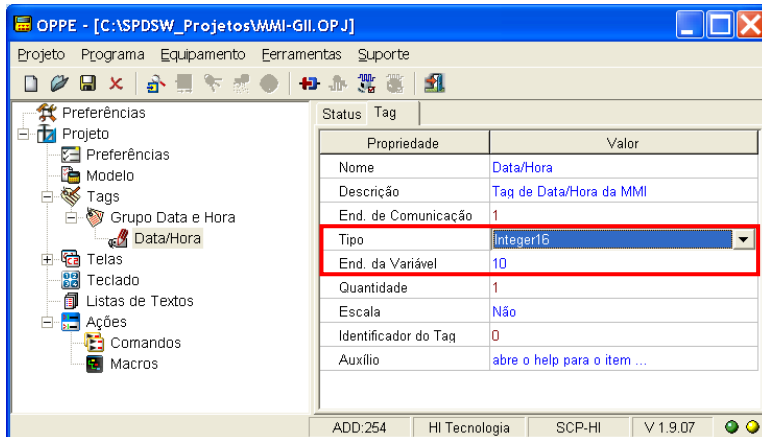 OPPE - [C:\SPDSW_Projetos\MMI-GII.OPJ]
Projeto Programa Equipamento Ferramentas Suporte
Preferências
Projeto
Preferências
Modelo
Tags
Grupo Data e Hora
Data/Hora
Telas
Teclado
Listas de Textos
Ações
Comandos
Macros
Status Tag
Propriedade Valor
Nome Data/Hora
Descrição Tag de Data/Hora da MMI
End. de Comunicação 1
Tipo Integer16
End. da Variável 10
Quantidade 1
Escala Não
Identificador do Tag 0
Auxílio abre o help para o item ...
ADD:254 HI Tecnologia SCP-HI V 1.9.07